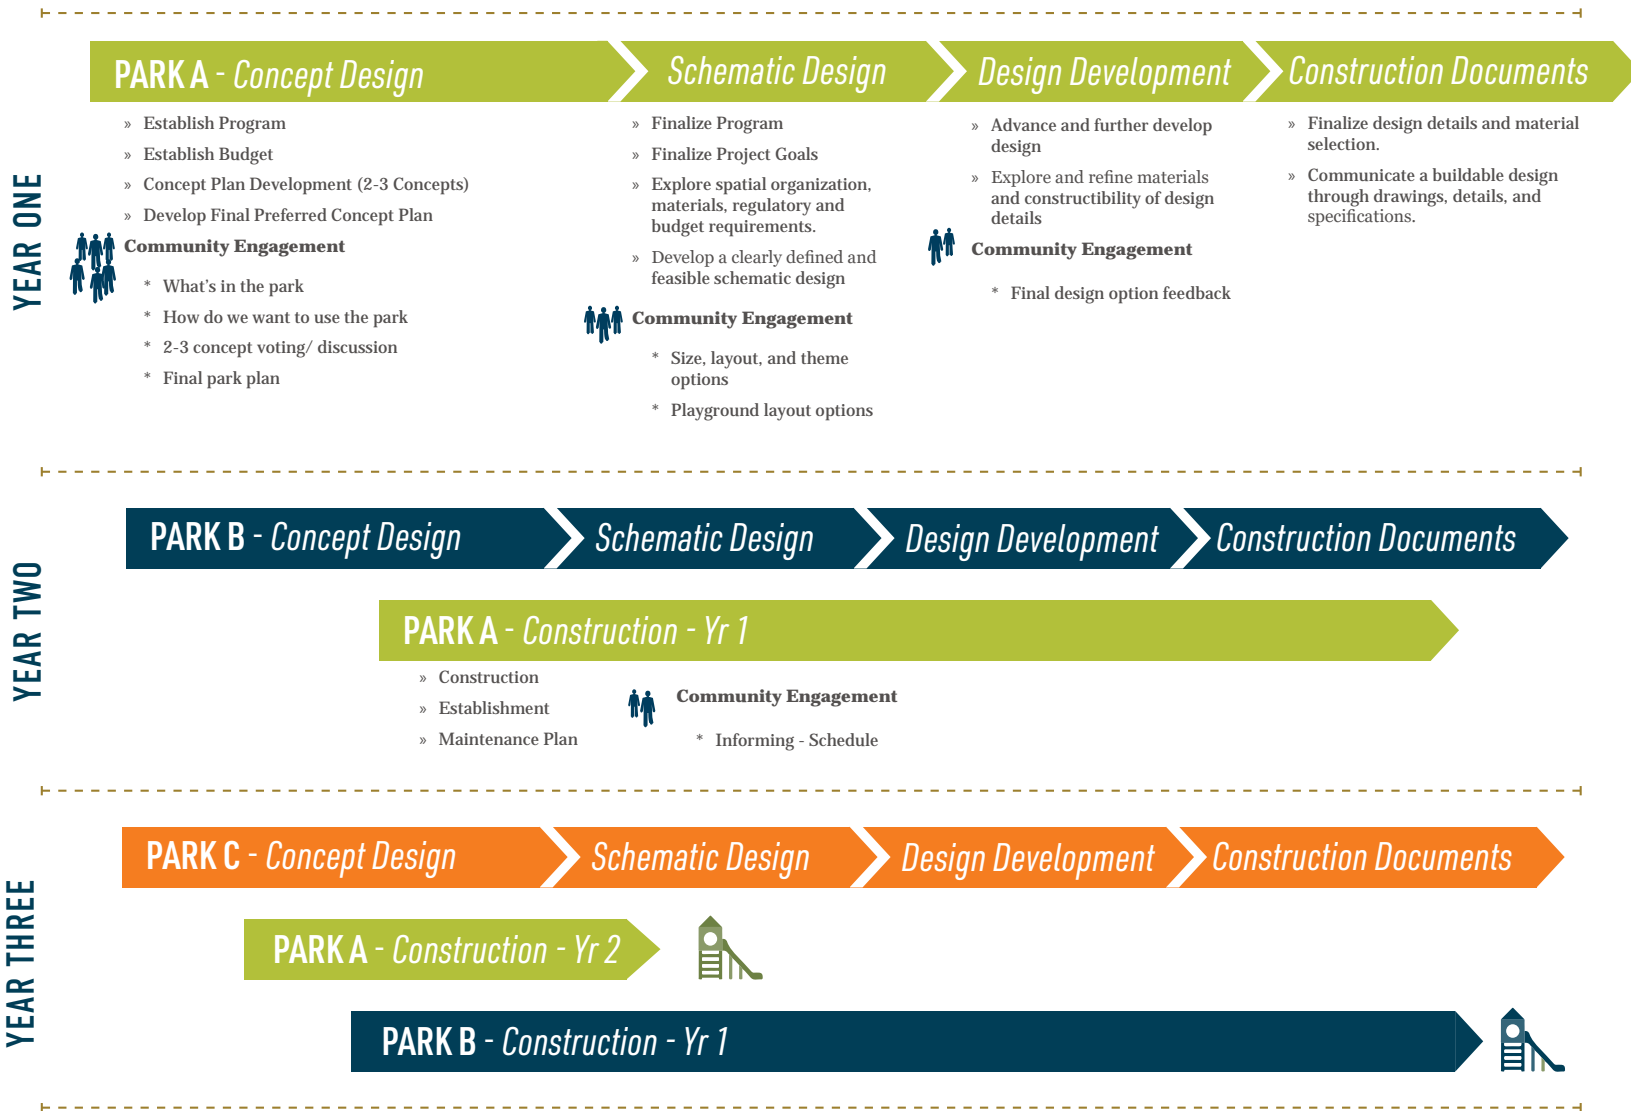 YEAR ONE
PARK A - Concept Design
» Establish Program
» Establish Budget
» Concept Plan Development (2-3 Concepts)
» Develop Final Preferred Concept Plan
Community Engagement
* What's in the park
* How do we want to use the park
* 2-3 concept voting/ discussion
* Final park plan
Schematic Design
» Finalize Program
» Finalize Project Goals
» Explore spatial organization,
materials, regulatory and
budget requirements.
» Develop a clearly defined and
feasible schematic design
Community Engagement
* Size, layout, and theme
options
* Playground layout options
Design Development
» Advance and further develop
design
» Explore and refine materials
and constructibility of design
details
Community Engagement
* Final design option feedback
Construction Documents
» Finalize design details and material
selection.
» Communicate a buildable design
through drawings, details, and
specifications.
YEAR TWO
PARK B - Concept Design
Schematic Design
Design Development
Construction Documents
PARK A - Construction - Yr 1
» Construction
» Establishment
» Maintenance Plan
Community Engagement
* Informing - Schedule
YEAR THREE
PARK C - Concept Design
Schematic Design
Design Development
Construction Documents
PARK A - Construction - Yr 2
PARK B - Construction - Yr 1